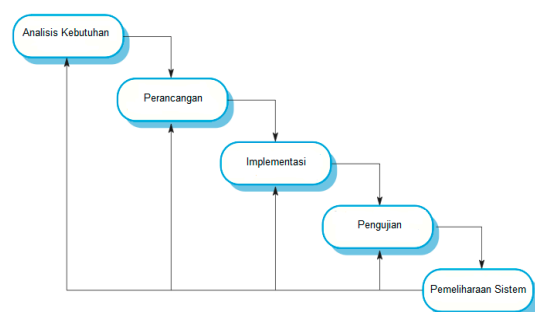 Analisis Kebutuhan
Perancangan
Implementasi
Pengujian
Pemeliharaan Sistem